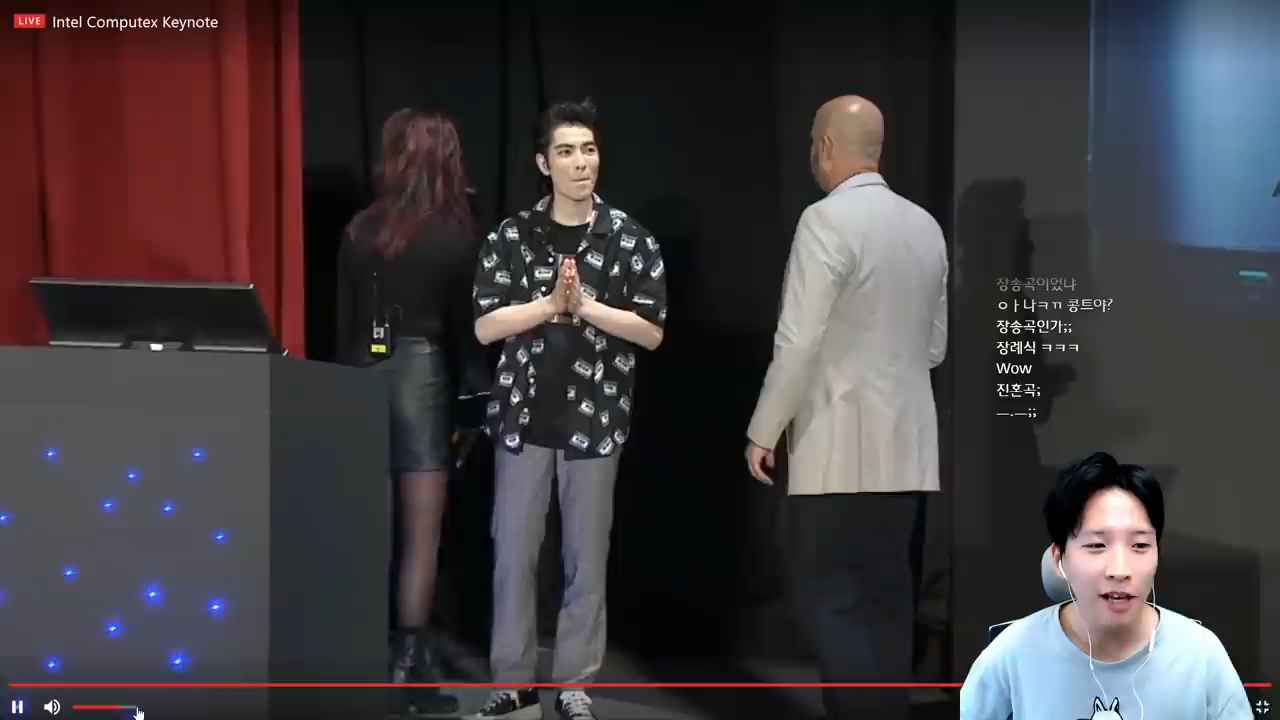 LIVE Intel Computex Keynote
장송곡이었냐
ㅇㅏ나ㅋㄲ 콩트야?
장송곡인가;;
장례식 ㅋㅋㅋ
Wow
진혼곡;
ㅡ.ㅡ;;